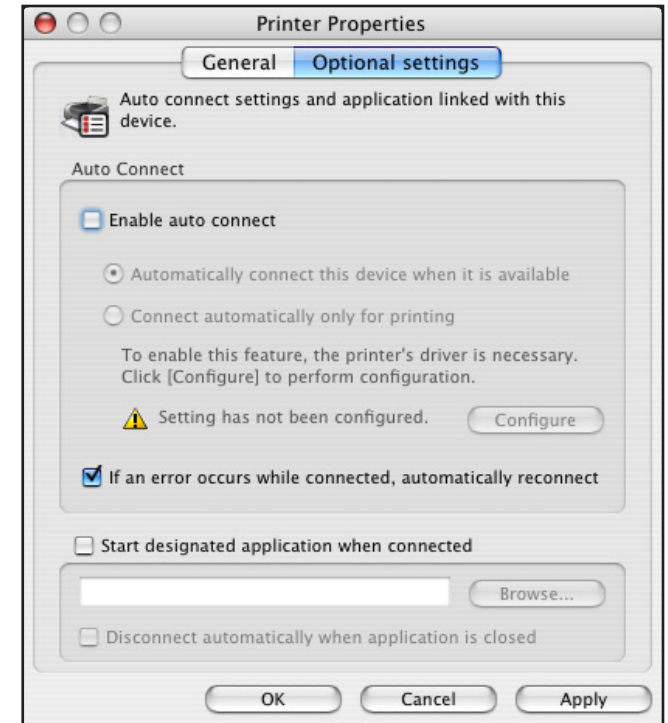 Printer Properties
General Optional settings
Auto connect settings and application linked with this
device.
Auto Connect
Enable auto connect
Automatically connect this device when it is available
Connect automatically only for printing
To enable this feature, the printer's driver is necessary.
Click [Configure] to perform configuration.
Setting has not been configured. Configure
If an error occurs while connected, automatically reconnect
Start designated application when connected
Browse...
Disconnect automatically when application is closed
OK Cancel Apply